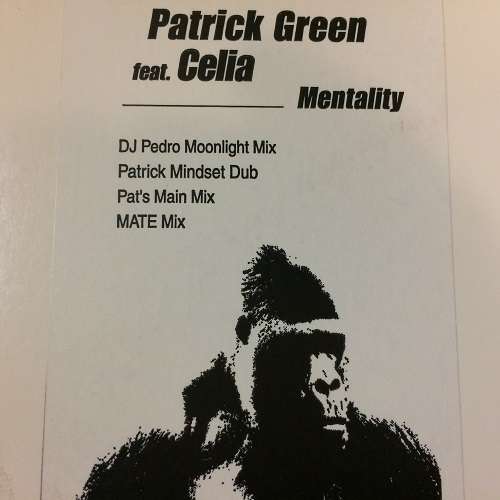 Patrick Green
feat. Celia
Mentality
DJ Pedro Moonlight Mix
Patrick Mindset Dub
Pat's Main Mix
MATE Mix